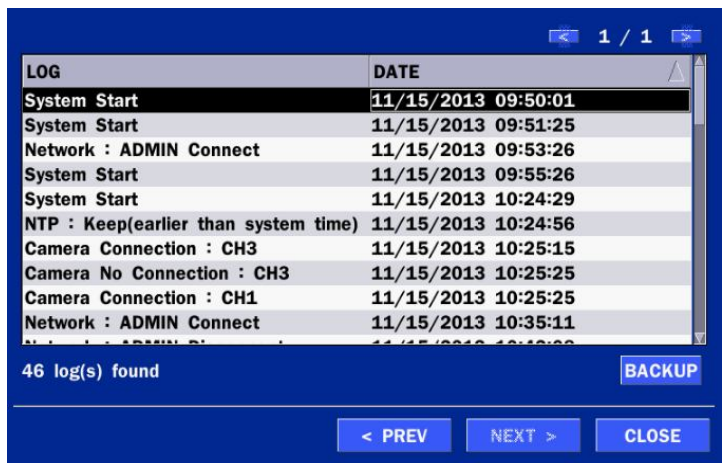 < 1 / 1 >
LOG DATE
System Start 11/15/2013 09:50:01
System Start 11/15/2013 09:51:25
Network : ADMIN Connect 11/15/2013 09:53:26
System Start 11/15/2013 09:55:26
System Start 11/15/2013 10:24:29
NTP : Keep(earlier than system time) 11/15/2013 10:24:56
Camera Connection : CH3 11/15/2013 10:25:15
Camera No Connection : CH3 11/15/2013 10:25:25
Camera Connection : CH1 11/15/2013 10:25:25
Network : ADMIN Connect 11/15/2013 10:35:11
46 log(s) found BACKUP
< PREV NEXT > CLOSE